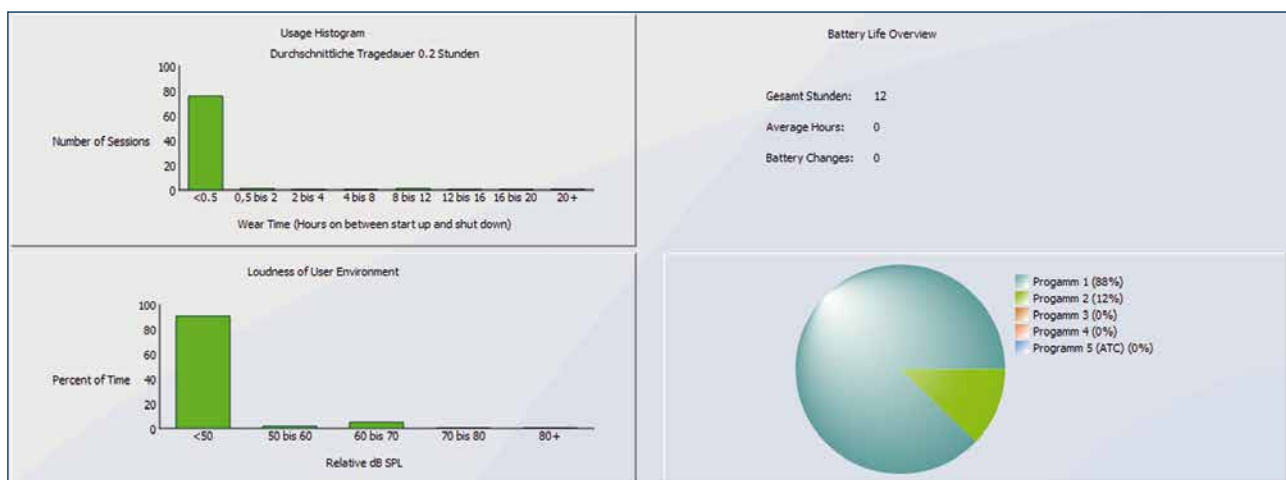 Usage Histogram
Durchschnittliche Tragedauer 0.2 Stunden
100
80
60
40
20
0
Number of Sessions
<0.5 0,5 bis 2 2 bis 4 4 bis 8 8 bis 12 12 bis 16 16 bis 20 20+
Wear Time (Hours on between start up and shut down)
Battery Life Overview
Gesamt Stunden: 12
Average Hours: 0
Battery Changes: 0
Loudness of User Environment
100
80
60
40
20
0
Percent of Time
<50 50 bis 60 60 bis 70 70 bis 80 80+
Relative dB SPL
Progamm 1 (88%)
Progamm 2 (12%)
Progamm 3 (0%)
Progamm 4 (0%)
Programm 5 (ATC) (0%)